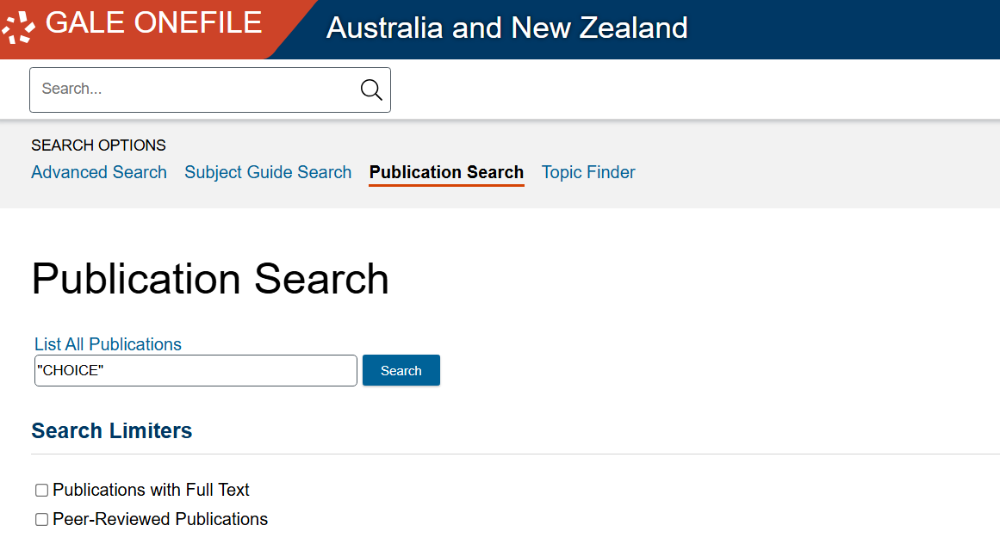 GALE ONEFILE
Australia and New Zealand
Search...
SEARCH OPTIONS
Advanced Search Subject Guide Search Publication Search Topic Finder
Publication Search
List All Publications
"CHOICE" Search
Search Limiters
Publications with Full Text
Peer-Reviewed Publications